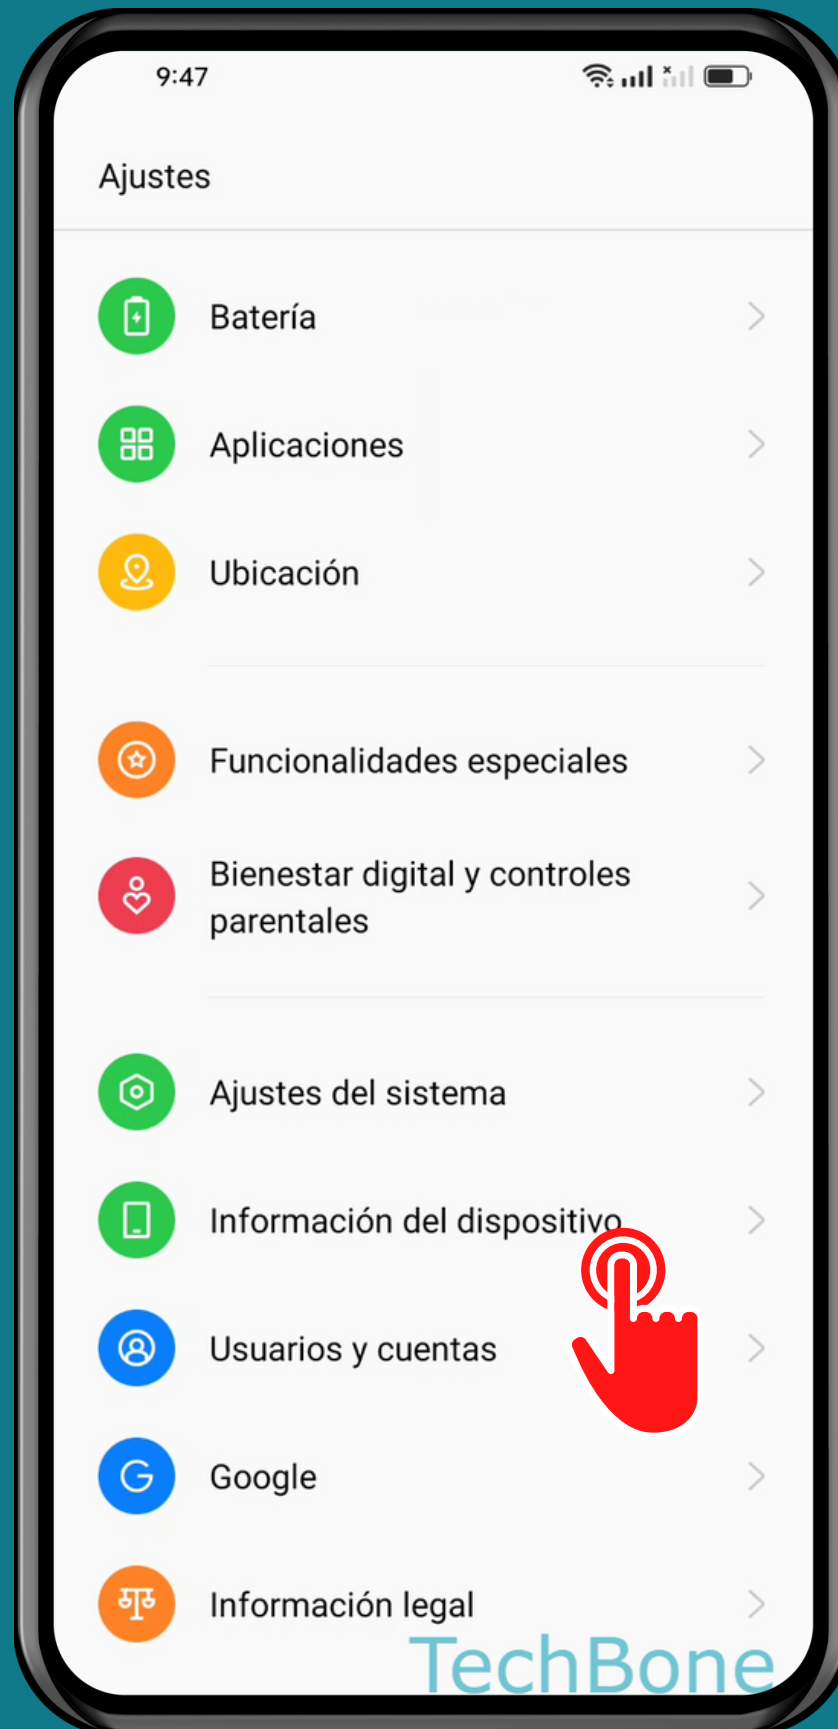 9:47
Ajustes
Batería
Aplicaciones
Ubicación
Funcionalidades especiales
Bienestar digital y controles
parentales
Ajustes del sistema
Información del dispositivo
Usuarios y cuentas
Google
Información legal
TechBone